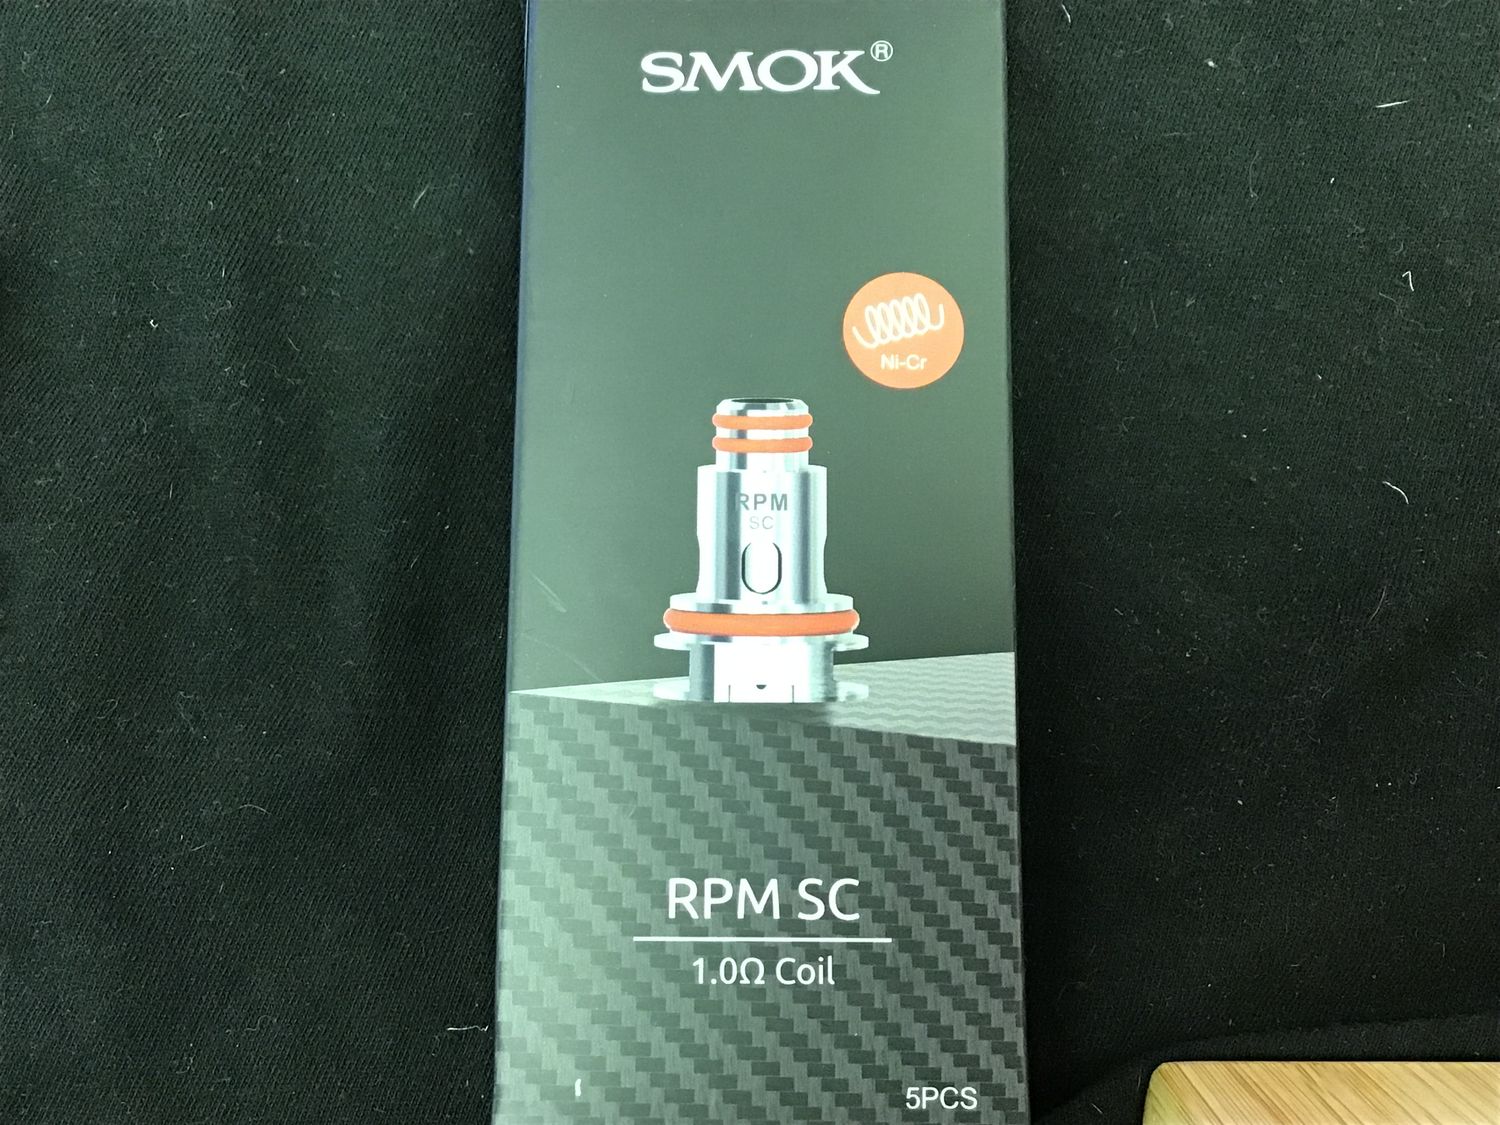 SMOK®
Ni-Cr
RPM
SC
RPM SC
1.0Ω Coil
5PCS